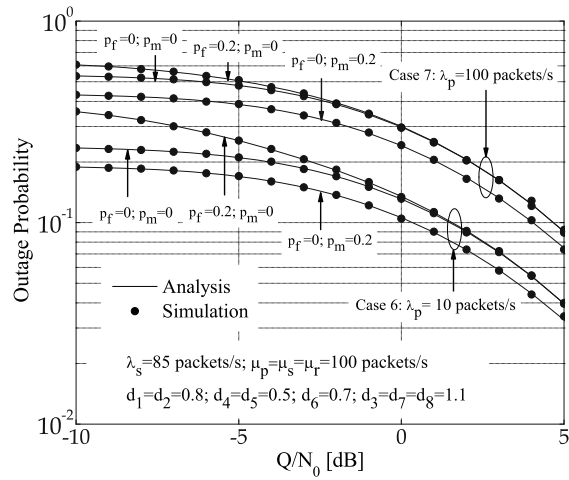 10^0
p_f=0; p_m=0
p_f=0.2; p_m=0
p_f=0; p_m=0.2
Case 7: λ_p=100 packets/s
Outage Probability
10^-1
p_f=0; p_m=0
p_f=0.2; p_m=0
p_f=0; p_m=0.2
Analysis
Simulation
Case 6: λ_p= 10 packets/s
λ_s=85 packets/s; μ_p=μ_s=μ_r=100 packets/s
d_1=d_2=0.8; d_4=d_5=0.5; d_6=0.7; d_3=d_7=d_8=1.1
10^-2
-10 -5 0 5
Q/N_0 [dB]